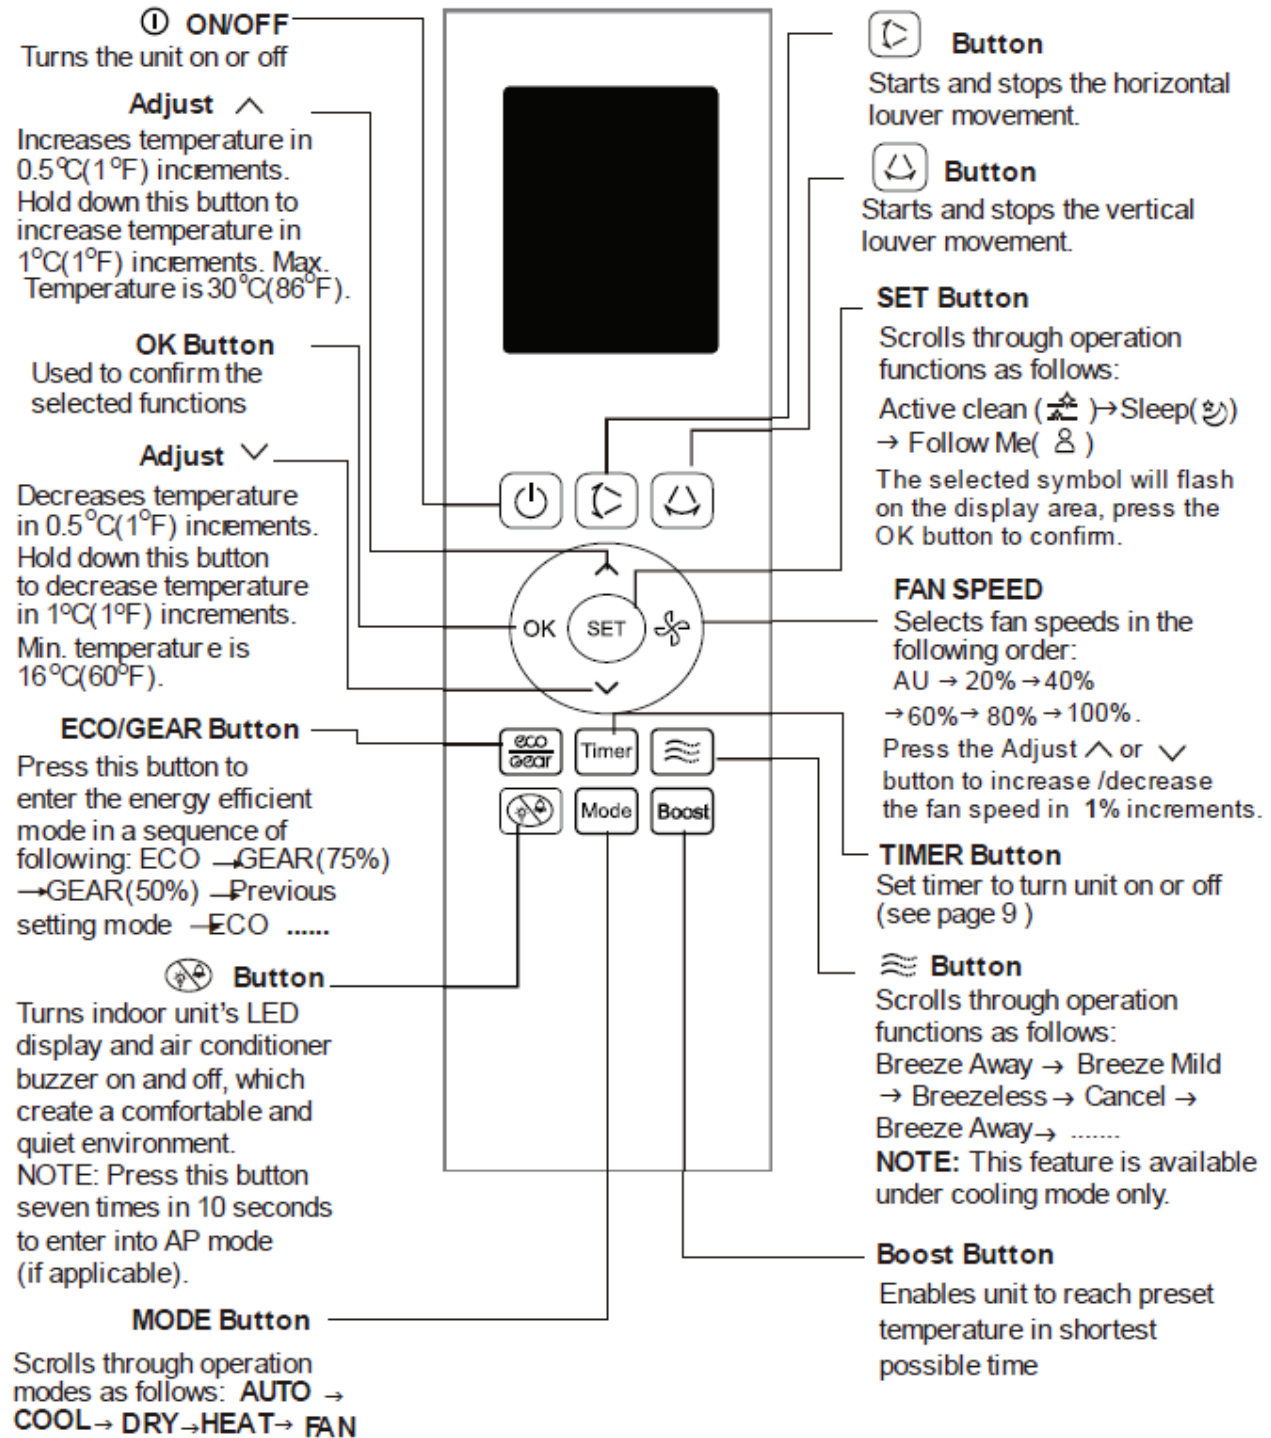 ON/OFF
Turns the unit on or off
Adjust
Increases temperature in
0.5°C(1°F) increments.
Hold down this button to
increase temperature in
1°C(1°F) increments. Max.
Temperature is 30°C(86°F).
OK Button
Used to confirm the
selected functions
Adjust
Decreases temperature
in 0.5°C(1°F) increments.
Hold down this button
to decrease temperature
in 1°C(1°F) increments.
Min. temperature is
16°C(60°F).
ECO/GEAR Button
Press this button to
enter the energy efficient
mode in a sequence of
following: ECO → GEAR(75%)
→GEAR(50%) →Previous
setting mode →ECO ......
Button
Turns indoor unit's LED
display and air conditioner
buzzer on and off, which
create a comfortable and
quiet environment.
NOTE: Press this button
seven times in 10 seconds
to enter into AP mode
(if applicable).
MODE Button
Scrolls through operation
modes as follows: AUTO →
COOL→ DRY→HEAT→ FAN
OK
SET
eco
Gear
Timer
Mode
Boost
Button
Starts and stops the horizontal
louver movement.
Button
Starts and stops the vertical
louver movement.
SET Button
Scrolls through operation
functions as follows:
Active clean ( )→Sleep( )
→ Follow Me( )
The selected symbol will flash
on the display area, press the
OK button to confirm.
FAN SPEED
Selects fan speeds in the
following order:
AU → 20% →40%
→60%→ 80%→100%.
Press the Adjust ∧ or ∨
button to increase /decrease
the fan speed in 1% increments.
TIMER Button
Set timer to turn unit on or off
(see page 9 )
Button
Scrolls through operation
functions as follows:
Breeze Away → Breeze Mild
→ Breezeless → Cancel →
Breeze Away→ .......
NOTE: This feature is available
under cooling mode only.
Boost Button
Enables unit to reach preset
temperature in shortest
possible time